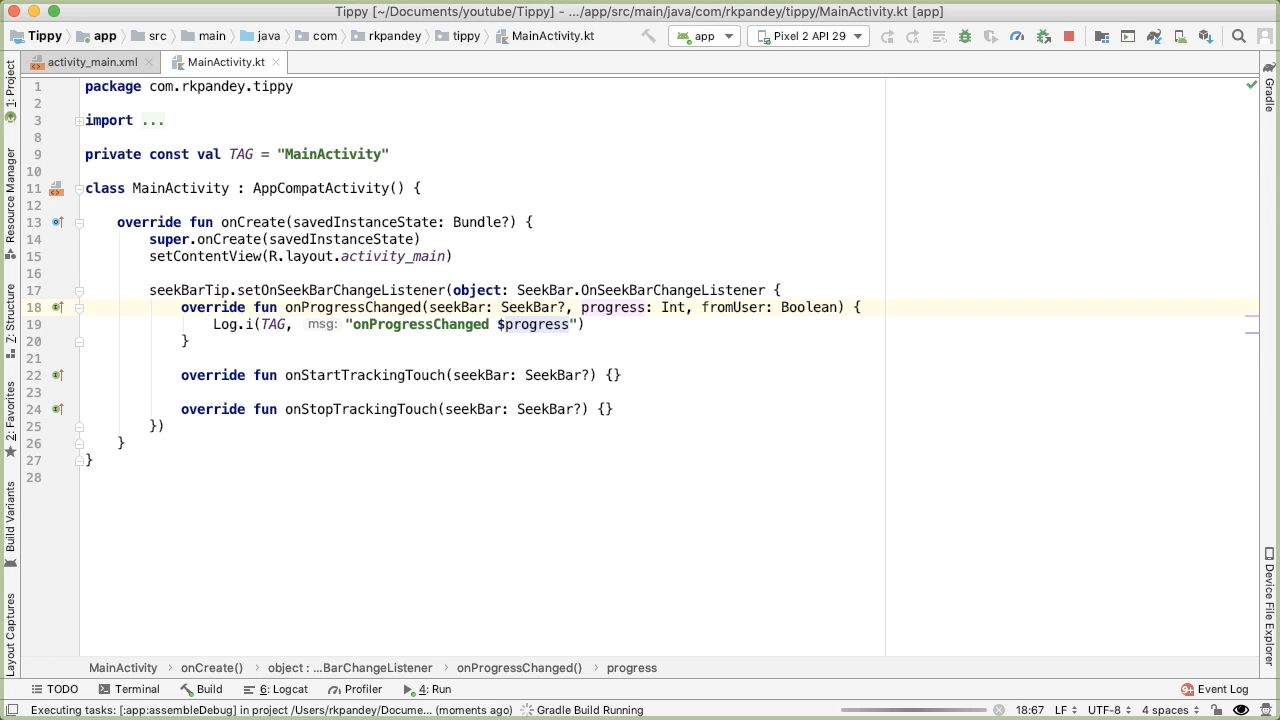 Tippy [~/Documents/youtube/Tippy] - .../app/src/main/java/com/rkpandey/tippy/MainActivity.kt [app]
Tippy app src main java com rkpandey tippy MainActivity.kt app Pixel 2 API 29
activity_main.xml MainActivity.kt
1: Project
Resource Manager
Z: Structure
2: Favorites
Build Variants
Layout Captures
1 package com.rkpandey.tippy
2
3 import ...
8
9 private const val TAG = "MainActivity"
10
11 class MainActivity : AppCompatActivity() {
12
13 override fun onCreate(savedInstanceState: Bundle?) {
14 super.onCreate(savedInstanceState)
15 setContentView(R.layout.activity_main)
16
17 seekBarTip.setOnSeekBarChangeListener(object: SeekBar.OnSeekBarChangeListener {
18 override fun onProgressChanged(seekBar: SeekBar?, progress: Int, fromUser: Boolean) {
19 Log.i(TAG, msg: "onProgressChanged $progress")
20 }
21
22 override fun onStartTrackingTouch(seekBar: SeekBar?) {}
23
24 override fun onStopTrackingTouch(seekBar: SeekBar?) {}
25 })
26 }
27 }
28
Gradle
Device File Explorer
MainActivity › onCreate() › object : ...BarChangeListener › onProgressChanged() › progress
TODO Terminal Build 6: Logcat Profiler 4: Run 9+ Event Log
Executing tasks: [:app:assembleDebug] in project /Users/rkpandey/Docume... (moments ago) Gradle Build Running 18:67 LF UTF-8 4 spaces